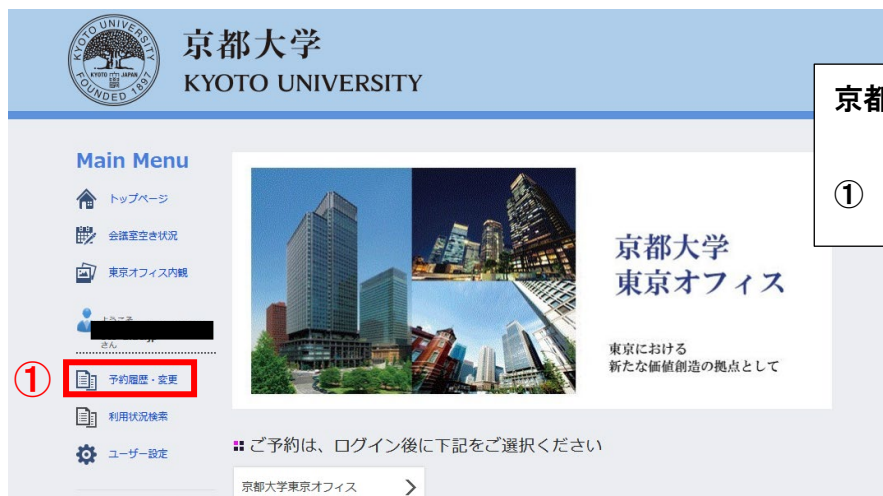 京都大学
KYOTO UNIVERSITY
KYOTO UNIVERSITY
KYOTO JAPAN
FOUNDED 1897
京都
①
Main Menu
トップページ
会議室空き状況
東京オフィス内観
ようこそ
さん
① 予約履歴・変更
利用状況検索
ユーザー設定
京都大学
東京オフィス
東京における
新たな価値創造の拠点として
ご予約は、ログイン後に下記をご選択ください
京都大学東京オフィス